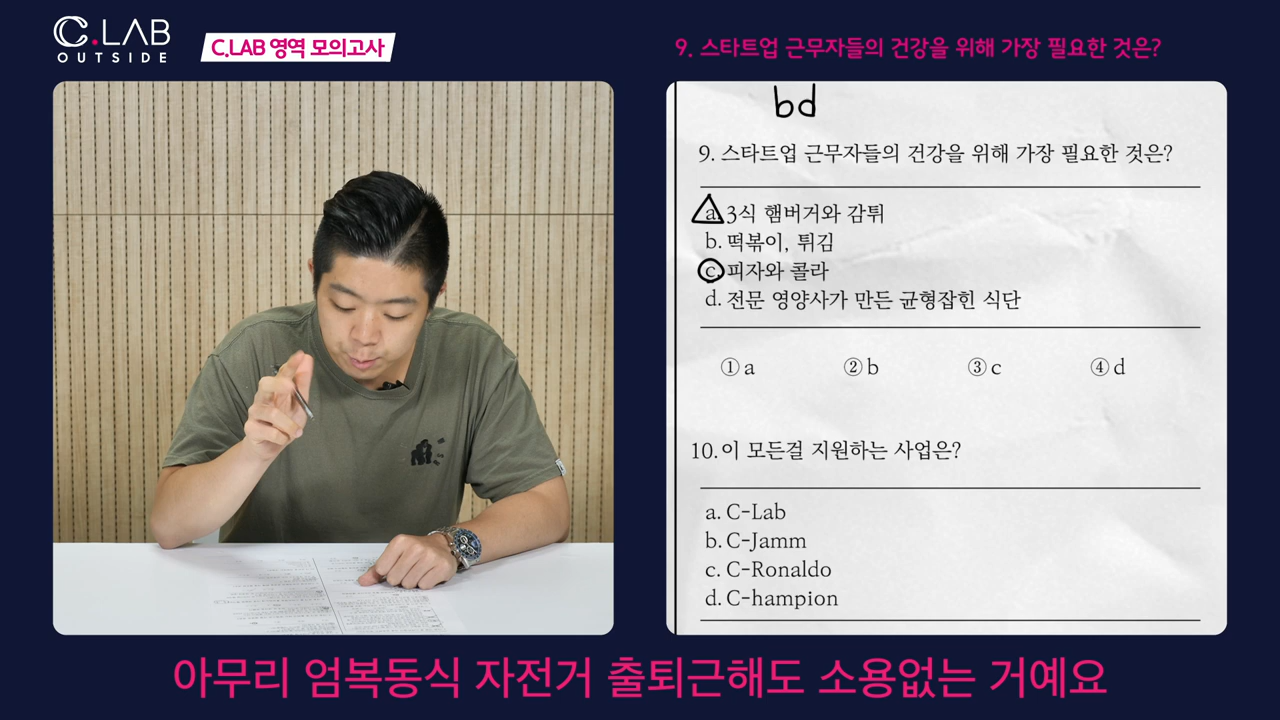 C.LAB
OUTSIDE
C.LAB 영역 모의고사
9. 스타트업 근무자들의 건강을 위해 가장 필요한 것은?
bd
9. 스타트업 근무자들의 건강을 위해 가장 필요한 것은?
a. 3식 햄버거와 감튀
b. 떡볶이, 튀김
c. 피자와 콜라
d. 전문 영양사가 만든 균형잡힌 식단
① a ② b ③ c ④ d
10. 이 모든걸 지원하는 사업은?
a. C-Lab
b. C-Jamm
c. C-Ronaldo
d. C-hampion
아무리 엄복동식 자전거 출퇴근해도 소용없는 거예요